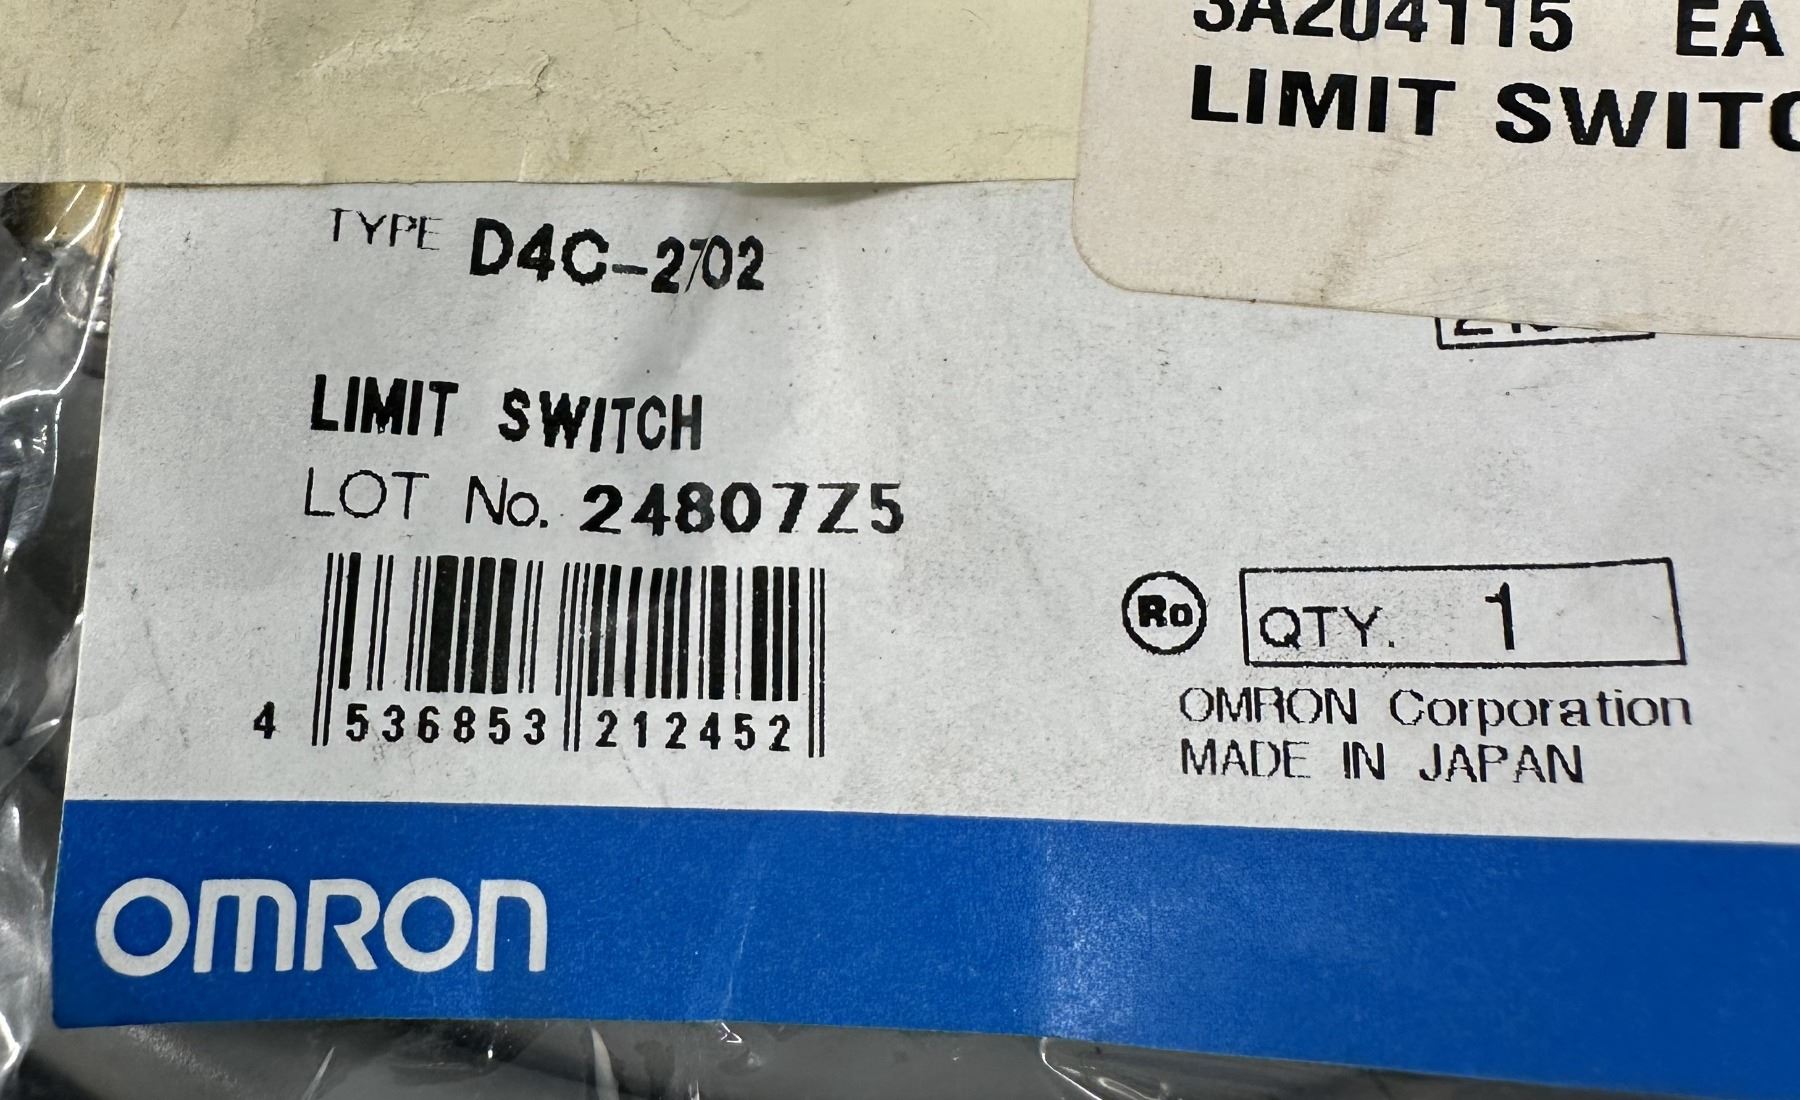 3A204115 EA
LIMIT SWITC
TYPE D4C-2702
LIMIT SWITCH
LOT No. 24807Z5
4 536853 212452
Ro QTY. 1
OMRON Corporation
MADE IN JAPAN
OMRON